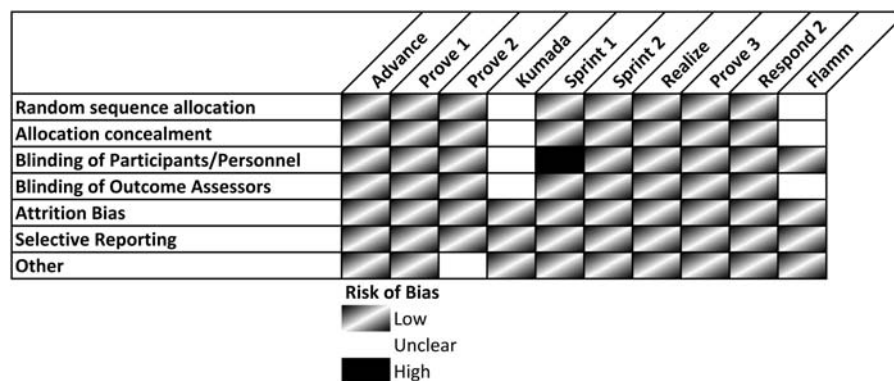 Advance
Prove 1
Prove 2
Kumada
Sprint 1
Sprint 2
Realize
Prove 3
Respond 2
Flamm
Random sequence allocation
Allocation concealment
Blinding of Participants/Personnel
Blinding of Outcome Assessors
Attrition Bias
Selective Reporting
Other
Risk of Bias
Low
Unclear
High